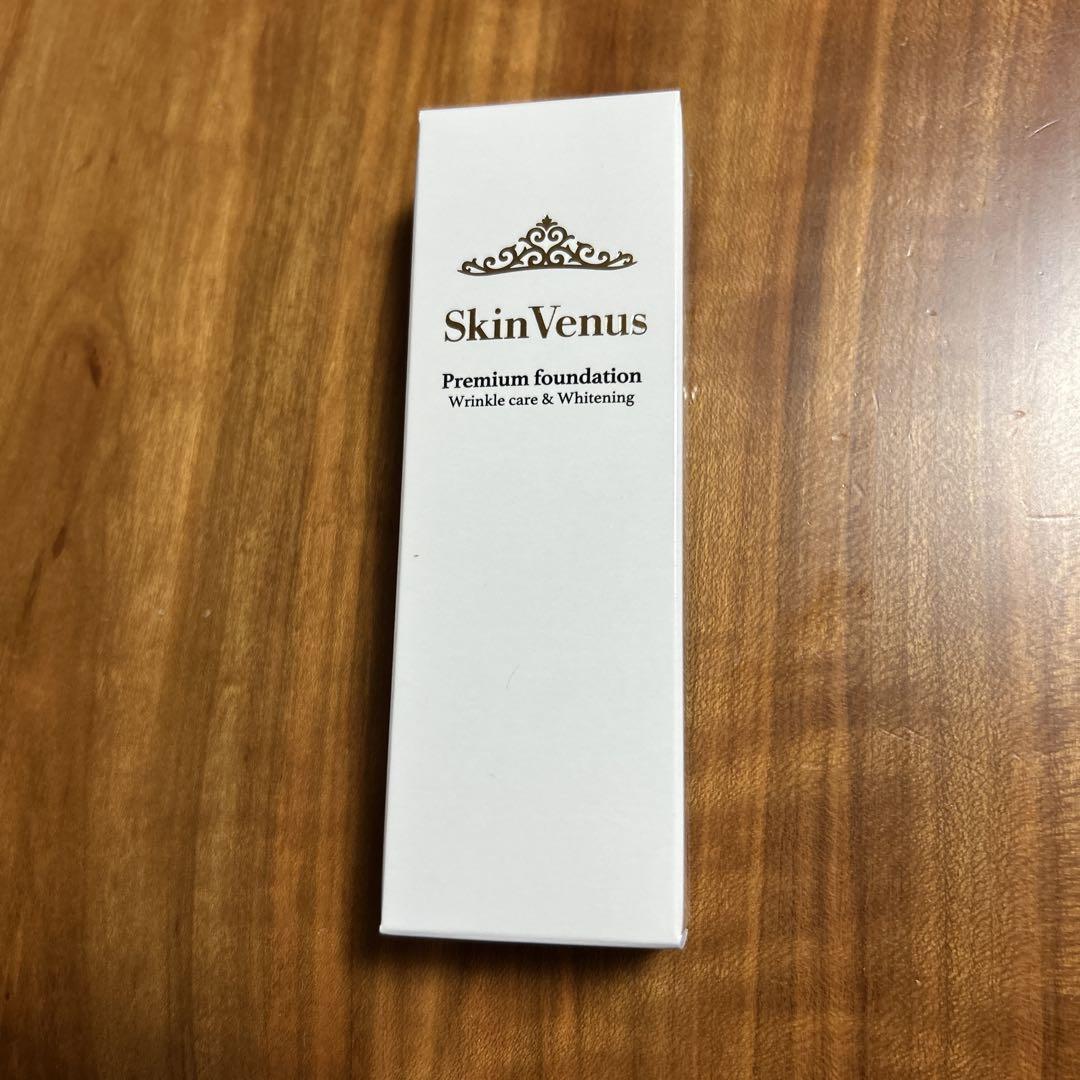 SkinVenus
Premium foundation
Wrinkle care & Whitening